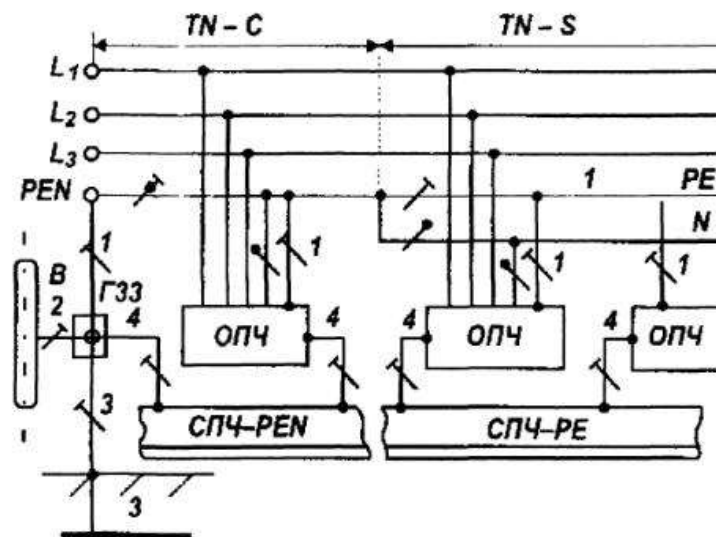 TN – C TN – S
L1
L2
L3
PEN 1 PE
N
1 1 1 1
В ГЗЗ
2 4 ОПЧ 4 ОПЧ 4 ОПЧ
3 СПЧ–PEN СПЧ–PE
3